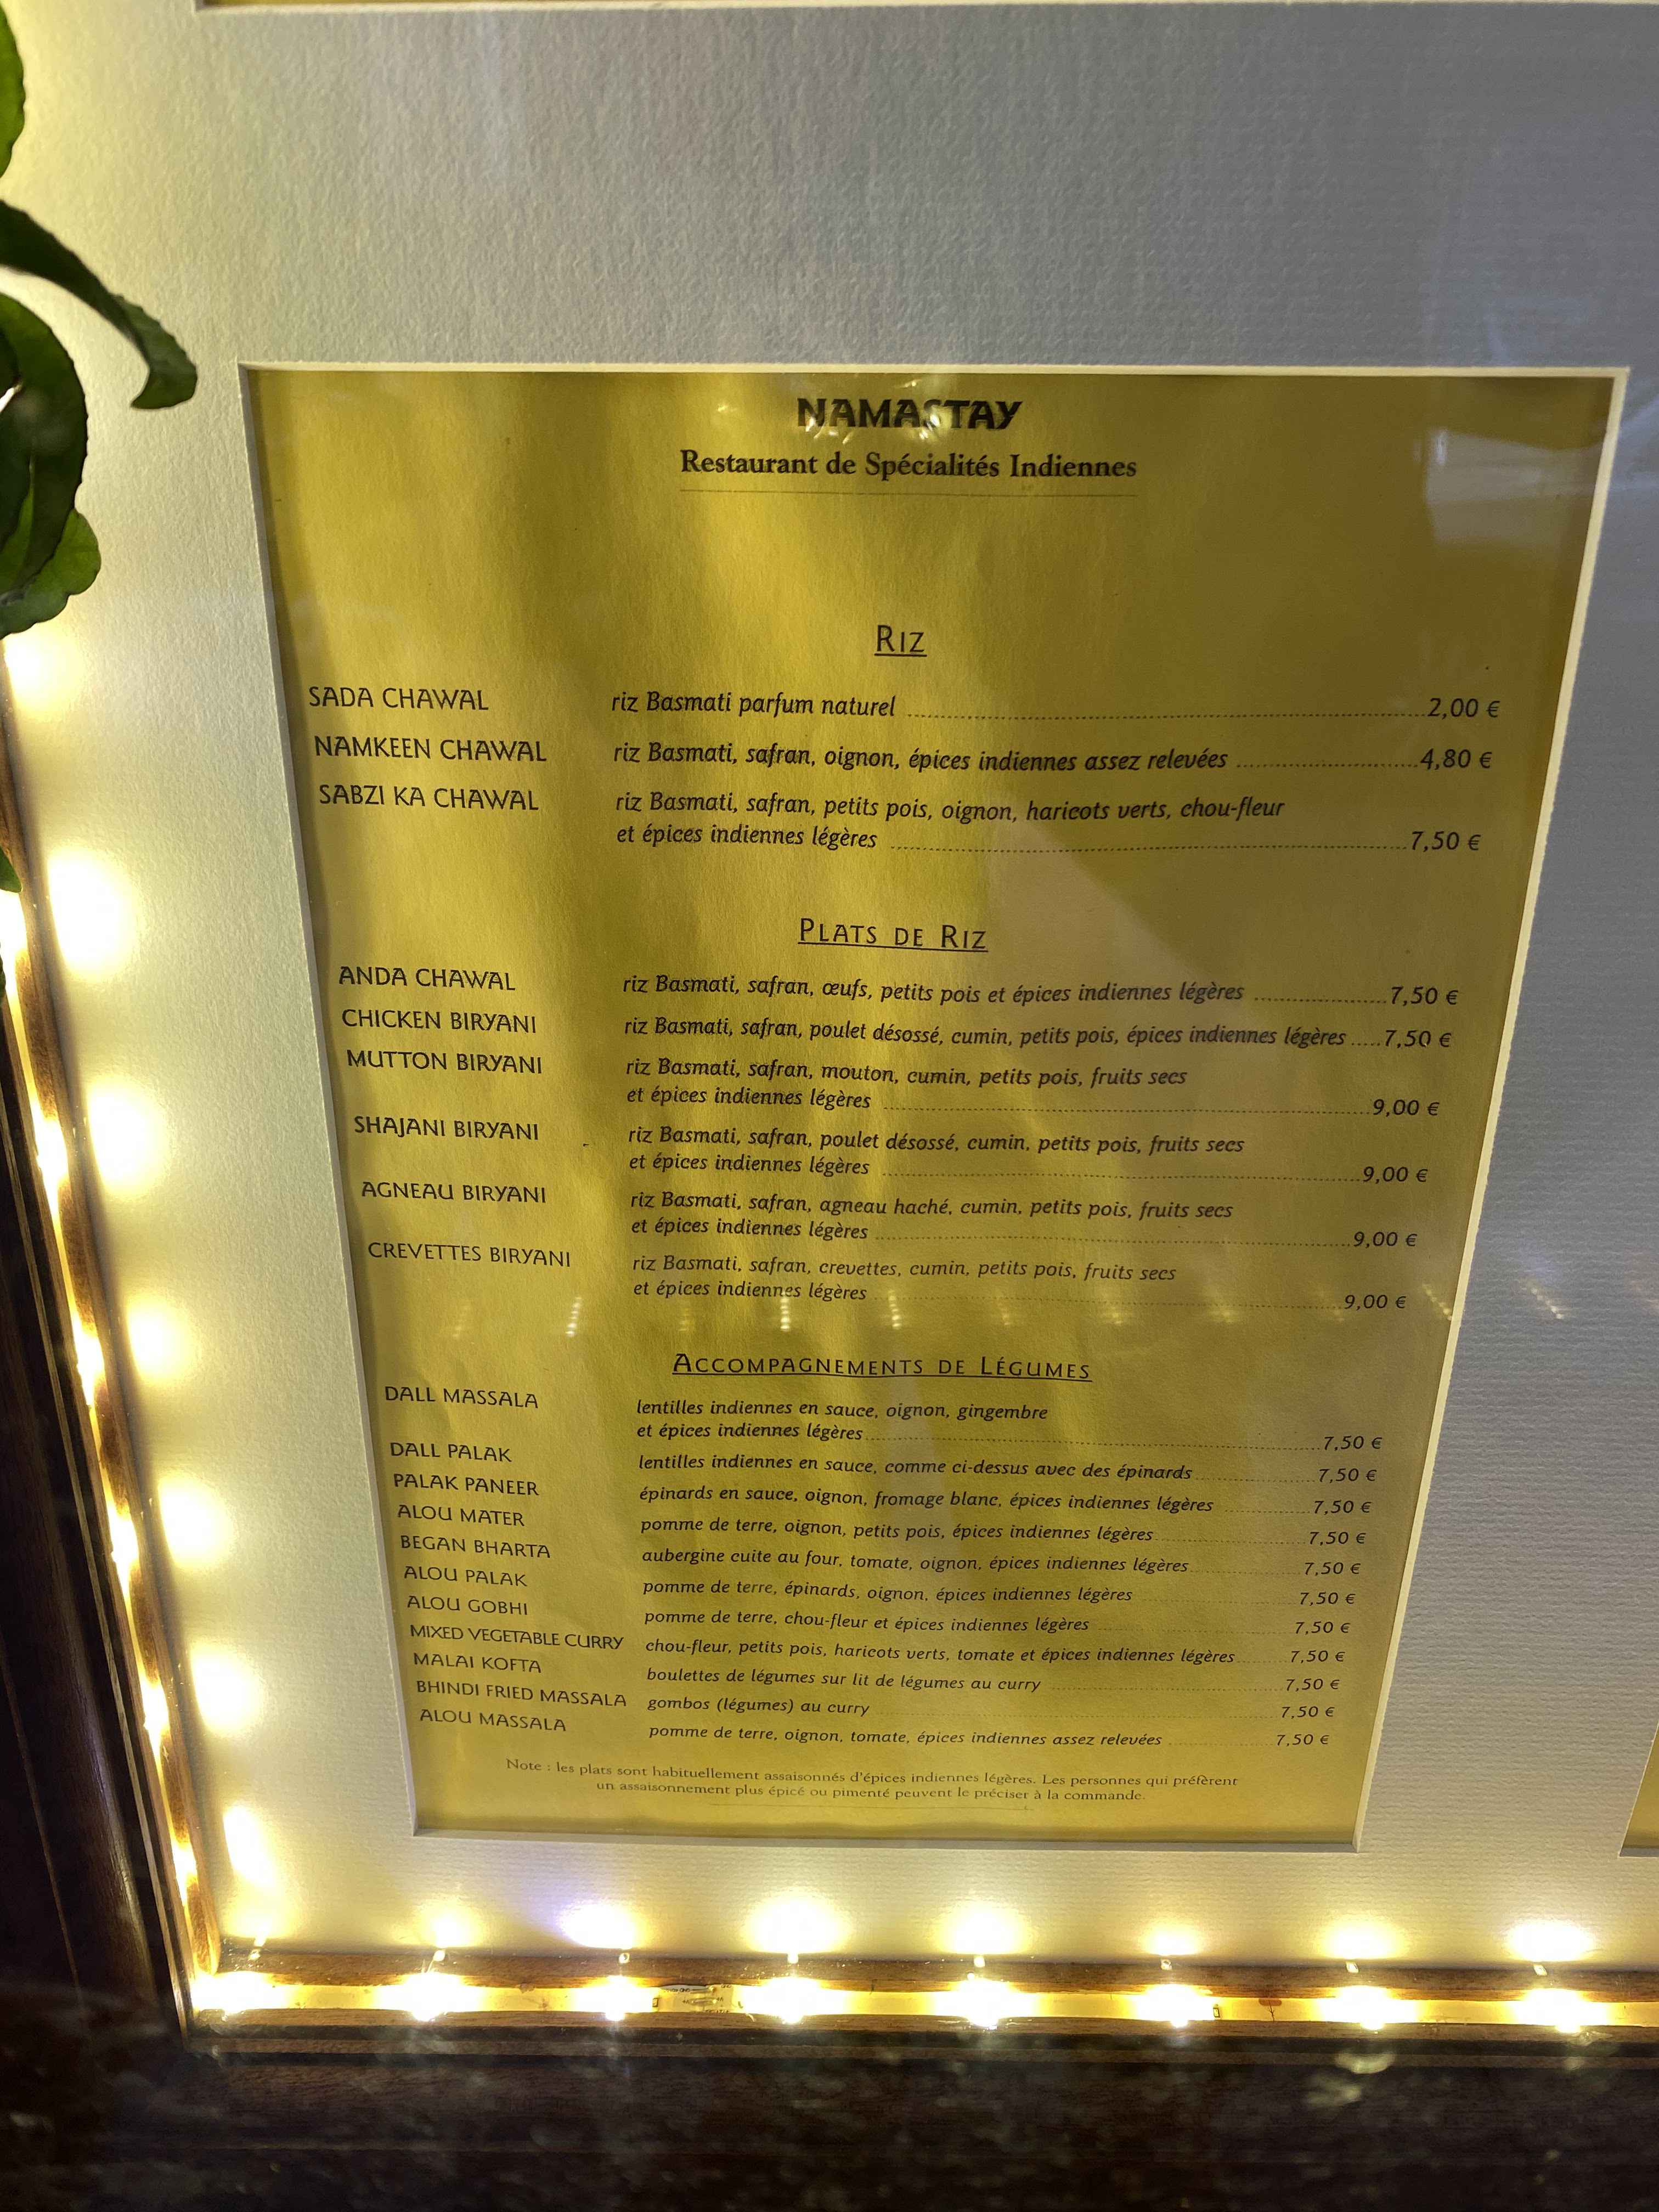 NAMASTAY
Restaurant de Spécialités Indiennes
RIZ
SADA CHAWAL riz Basmati parfum naturel 2,00 €
NAMKEEN CHAWAL riz Basmati, safran, oignon, épices indiennes assez relevées 4,80 €
SABZI KA CHAWAL riz Basmati, safran, petits pois, oignon, haricots verts, chou-fleur
et épices indiennes légères 7,50 €
PLATS DE RIZ
ANDA CHAWAL riz Basmati, safran, œufs, petits pois et épices indiennes légères 7,50 €
CHICKEN BIRYANI riz Basmati, safran, poulet désossé, cumin, petits pois, épices indiennes légères 7,50 €
MUTTON BIRYANI riz Basmati, safran, mouton, cumin, petits pois, fruits secs
et épices indiennes légères 9,00 €
SHAJANI BIRYANI riz Basmati, safran, poulet désossé, cumin, petits pois, fruits secs
et épices indiennes légères 9,00 €
AGNEAU BIRYANI riz Basmati, safran, agneau haché, cumin, petits pois, fruits secs
et épices indiennes légères 9,00 €
CREVETTES BIRYANI riz Basmati, safran, crevettes, cumin, petits pois, fruits secs
et épices indiennes légères 9,00 €
ACCOMPAGNEMENTS DE LÉGUMES
DALL MASSALA lentilles indiennes en sauce, oignon, gingembre
et épices indiennes légères 7,50 €
DALL PALAK lentilles indiennes en sauce, comme ci-dessus avec des épinards 7,50 €
PALAK PANEER épinards en sauce, oignon, fromage blanc, épices indiennes légères 7,50 €
ALOU MATER pomme de terre, oignon, petits pois, épices indiennes légères 7,50 €
BEGAN BHARTA aubergine cuite au four, tomate, oignon, épices indiennes légères 7,50 €
ALOU PALAK pomme de terre, épinards, oignon, épices indiennes légères 7,50 €
ALOU GOBHI pomme de terre, chou-fleur et épices indiennes légères 7,50 €
MIXED VEGETABLE CURRY chou-fleur, petits pois, haricots verts, tomate et épices indiennes légères 7,50 €
MALAI KOFTA boulettes de légumes sur lit de légumes au curry 7,50 €
BHINDI FRIED MASSALA gombos (légumes) au curry 7,50 €
ALOU MASSALA pomme de terre, oignon, tomate, épices indiennes assez relevées 7,50 €
Note : les plats sont habituellement assaisonnés d'épices indiennes légères. Les personnes qui préfèrent
un assaisonnement plus épicé ou pimenté peuvent le préciser à la commande.